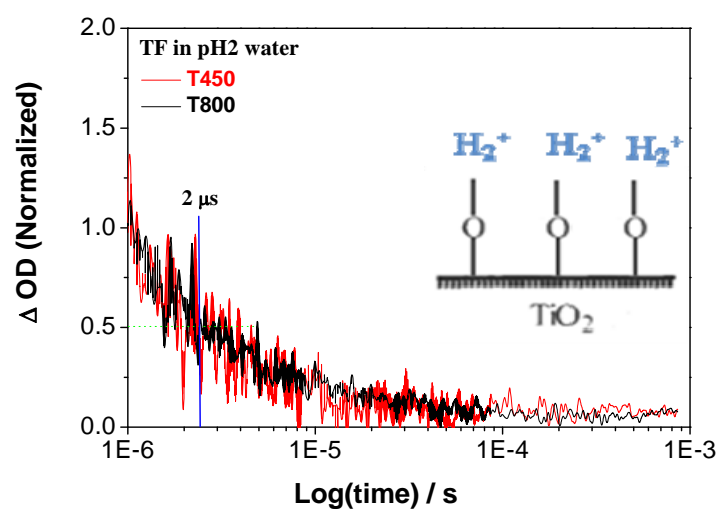 2.0
1.5
1.0
0.5
0.0
Δ OD (Normalized)
TF in pH2 water
T450
T800
2 μs
H₂⁺ H₂⁺ H₂⁺
O O O
TiO₂
1E-6 1E-5 1E-4 1E-3
Log(time) / s